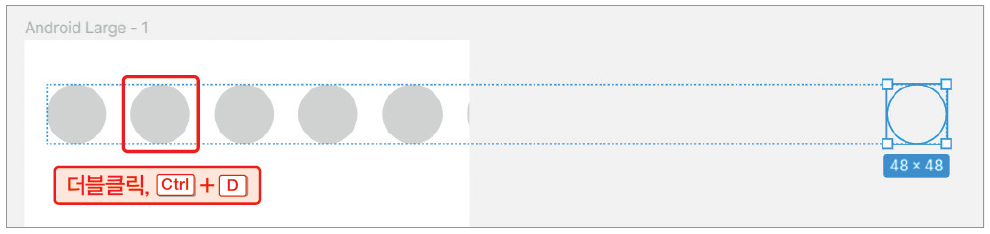 Android Large - 1
더블클릭, Ctrl + D
48 × 48